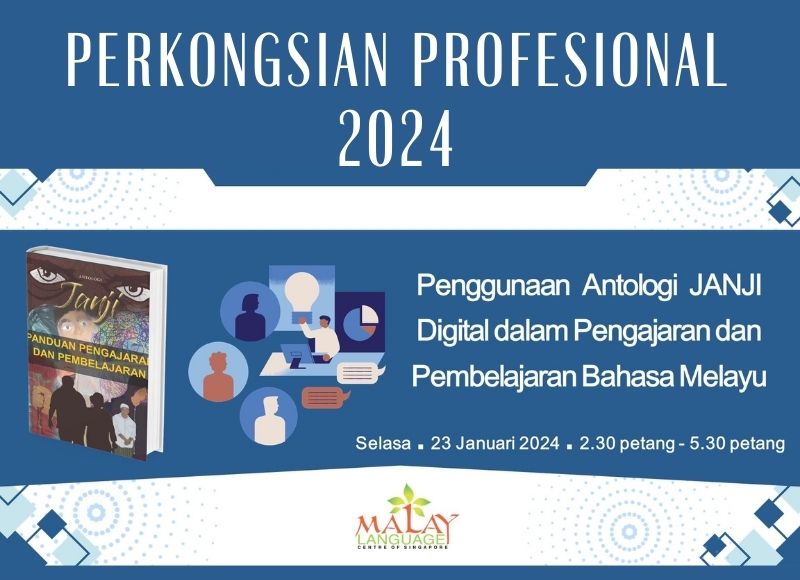 PERKONGSIAN PROFESIONAL
2024
ANTOLOGI
Janji
PANDUAN PENGAJARAN
DAN PEMBELAJARAN
Penggunaan Antologi JANJI
Digital dalam Pengajaran dan
Pembelajaran Bahasa Melayu
Selasa . 23 Januari 2024 . 2.30 petang - 5.30 petang
MALAY
LANGUAGE
CENTRE OF SINGAPORE